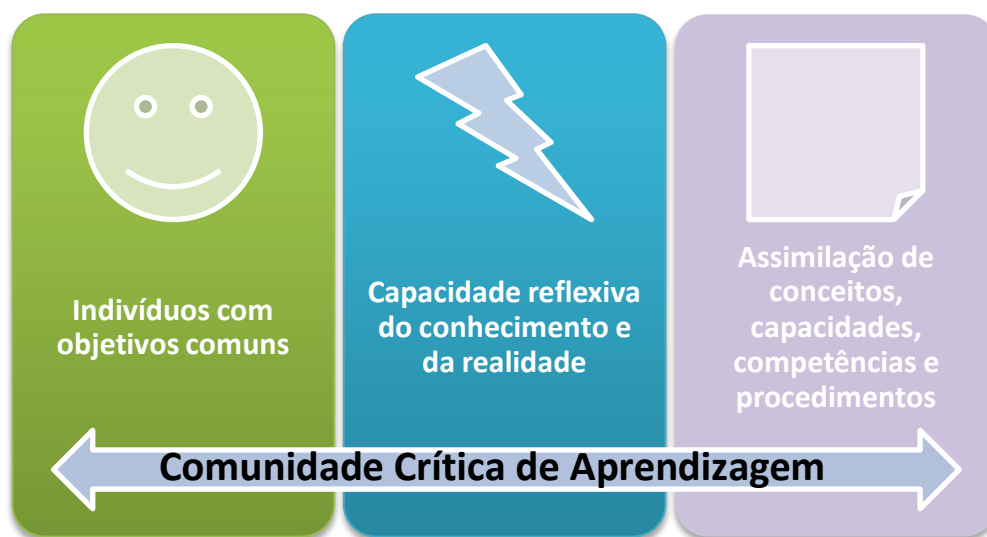 Indivíduos com
objetivos comuns
Capacidade reflexiva
do conhecimento e
da realidade
Assimilação de
conceitos,
capacidades,
competências e
procedimentos
Comunidade Crítica de Aprendizagem